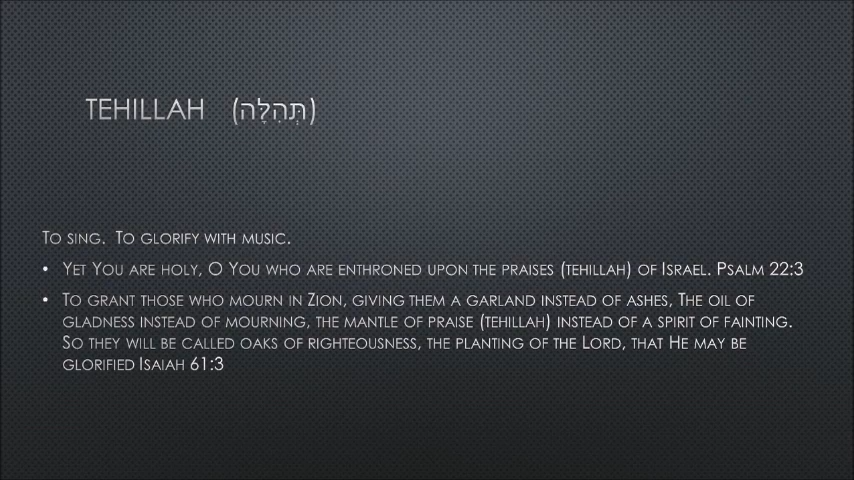 TEHILLAH (תְּהִלָּה)
To sing. To glorify with music.
• Yet You are holy, O You who are enthroned upon the praises (tehillah) of Israel. Psalm 22:3
• To grant those who mourn in Zion, giving them a garland instead of ashes, The oil of
gladness instead of mourning, the mantle of praise (tehillah) instead of a spirit of fainting.
So they will be called oaks of righteousness, the planting of the Lord, that He may be
glorified Isaiah 61:3